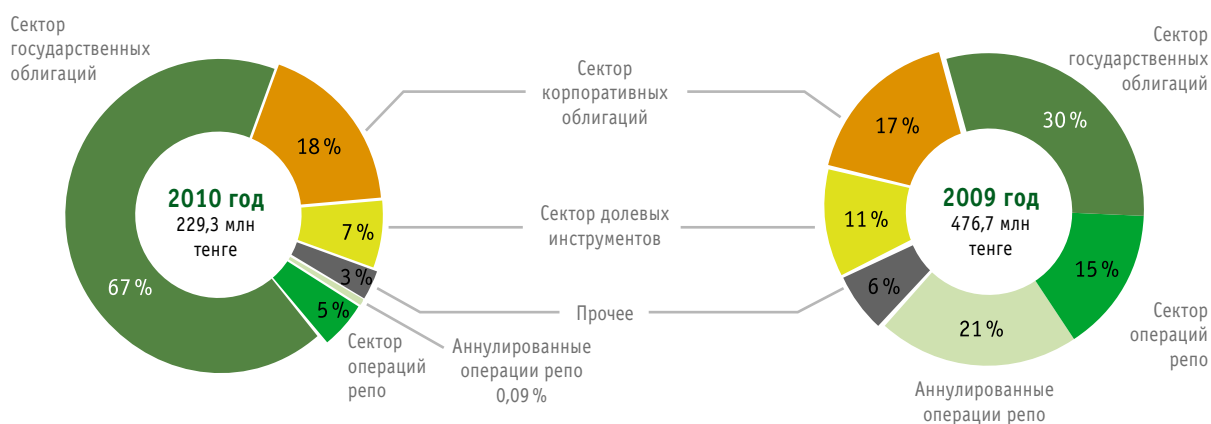 Сектор
государственных
облигаций
18 %
7 %
3 %
5 %
67 %
2010 год
229,3 млн
тенге
Сектор
операций
репо
Аннулированные
операции репо
0,09 %
Сектор
корпоративных
облигаций
Сектор долевых
инструментов
Прочее
Сектор
государственных
облигаций
17 %
30 %
11 %
15 %
6 %
21 %
2009 год
476,7 млн
тенге
Сектор
операций
репо
Аннулированные
операции репо